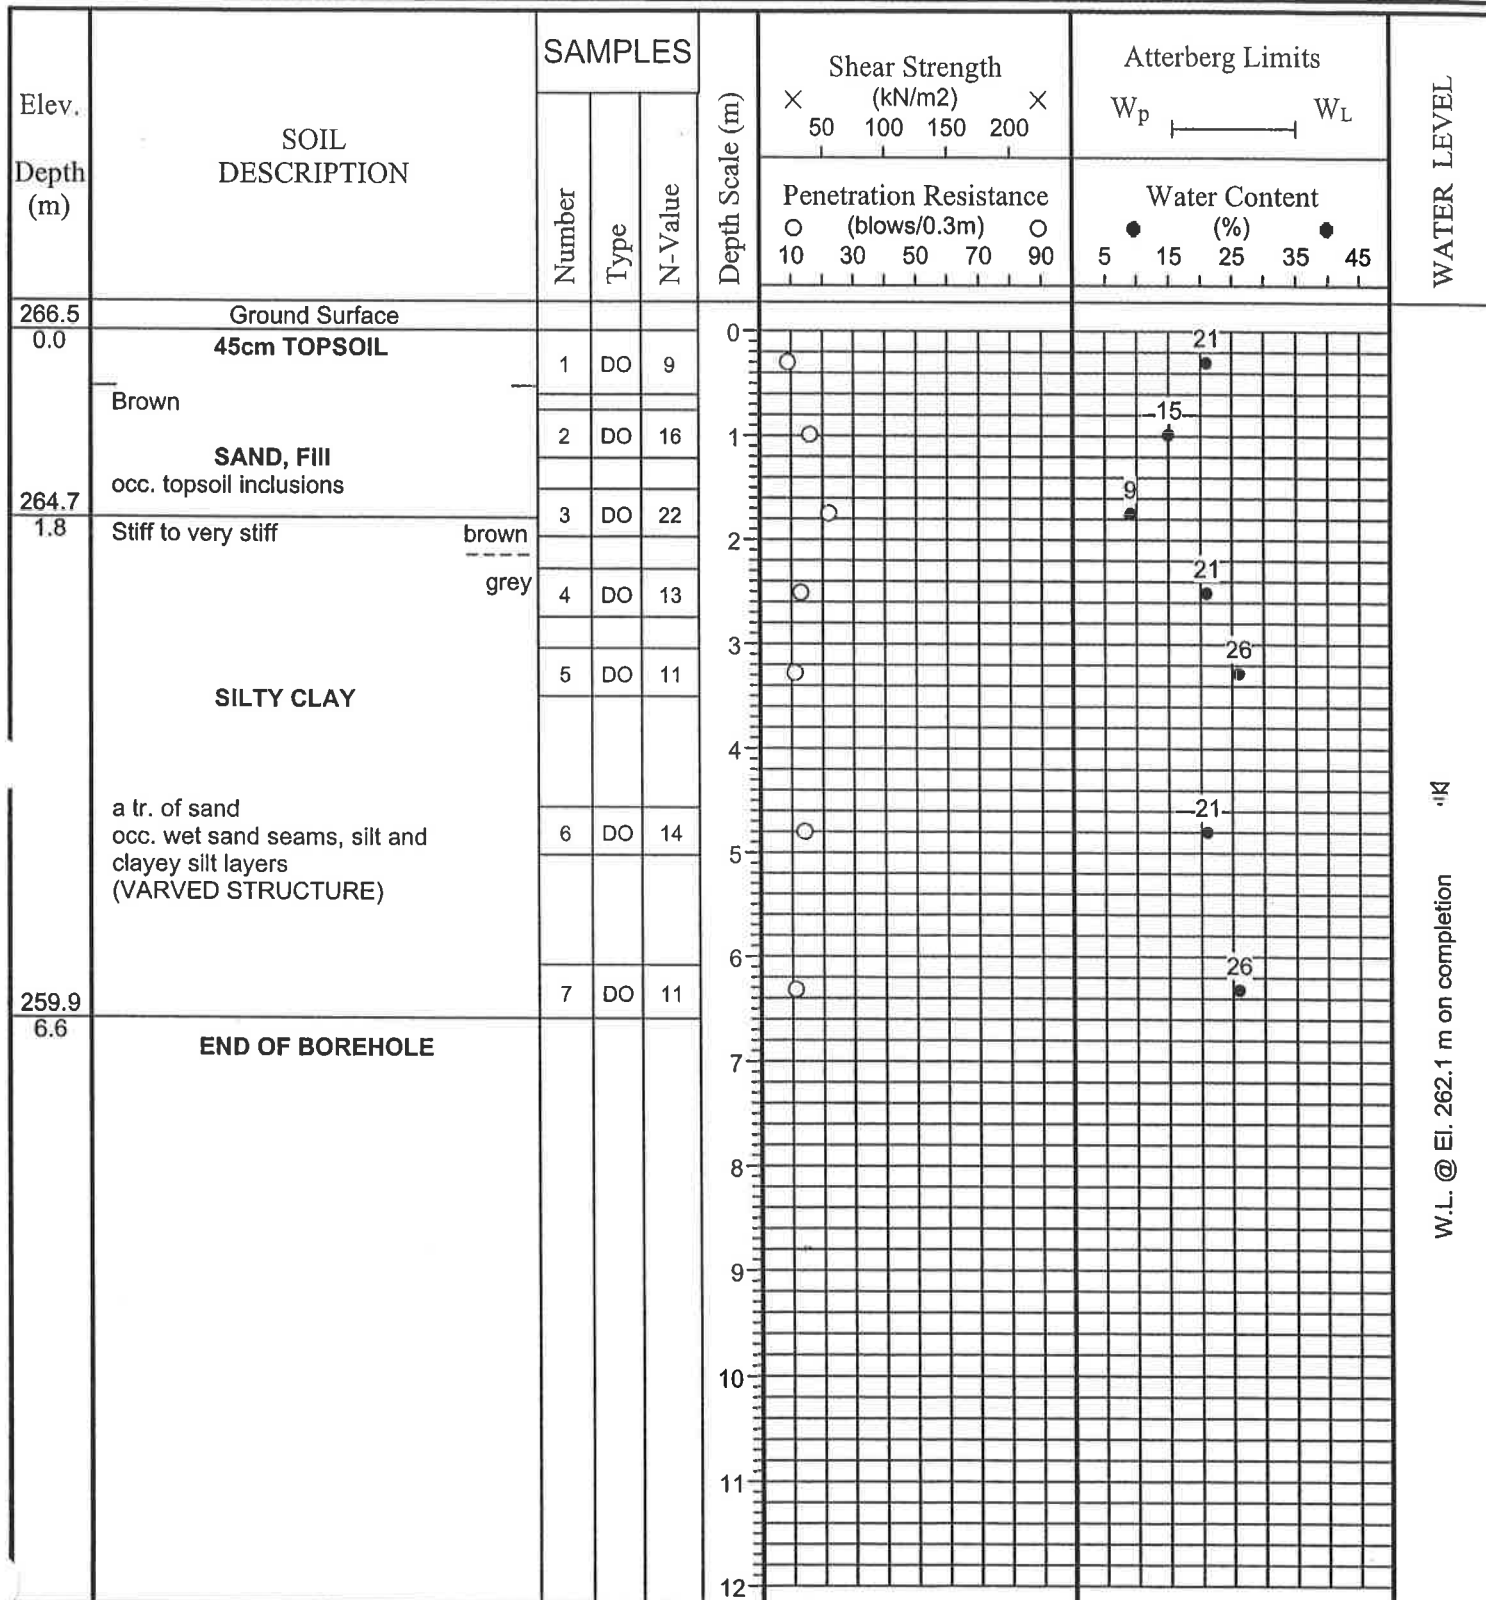 Elev.
Depth
(m)
SOIL
DESCRIPTION
SAMPLES
Number
Type
N-Value
Depth Scale (m)
Shear Strength
× (kN/m2) ×
50 100 150 200
Penetration Resistance
○ (blows/0.3m) ○
10 30 50 70 90
Atterberg Limits
Wp WL
Water Content
● (%) ●
5 15 25 35 45
WATER LEVEL
266.5 Ground Surface
0.0 45cm TOPSOIL
1 DO 9
0
21
Brown
2 DO 16
1
15
SAND, Fill
occ. topsoil inclusions
264.7
1.8
3 DO 22
9
Stiff to very stiff brown
2
grey
4 DO 13
21
3
5 DO 11
26
SILTY CLAY
4
a tr. of sand
occ. wet sand seams, silt and
clayey silt layers
(VARVED STRUCTURE)
6 DO 14
21
5
6
7 DO 11
26
259.9
6.6
END OF BOREHOLE
7
8
9
10
11
12
W.L. @ El. 262.1 m on completion